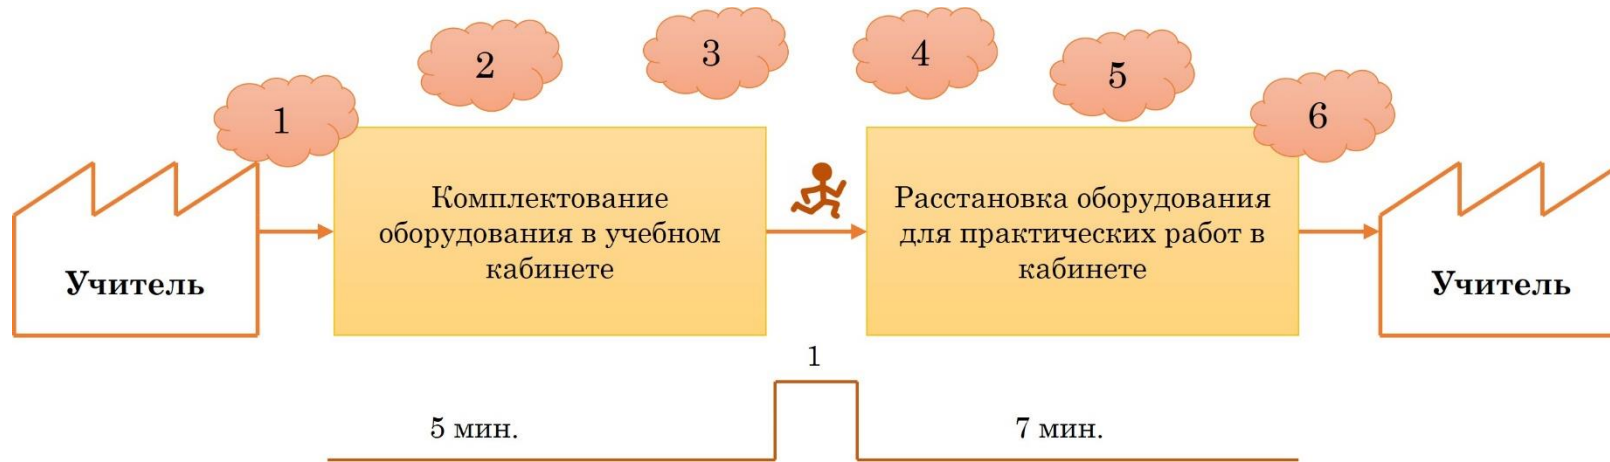 1
2
3
4
5
6
Учитель
Комплектование
оборудования в учебном
кабинете
Расстановка оборудования
для практических работ в
кабинете
Учитель
5 мин.
1
7 мин.